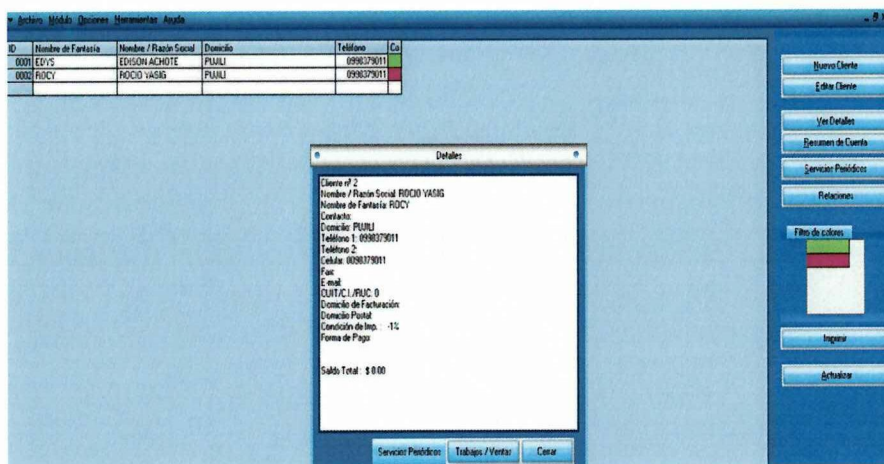 Archivo Módulo Opciones Herramientas Ayuda
ID Nombre de Fantasía Nombre / Razón Social Domicilio Teléfono Co
0001 EDYS EDISON ACHOTE PUJILI 0998379011
0002 ROCY ROCIO YASIG PUJILI 0998379011
Nuevo Cliente
Editar Cliente
Ver Detalles
Resumen de Cuenta
Servicios Periódicos
Relaciones
Filtro de colores
Imprimir
Actualizar
Detalles
Cliente nº 2
Nombre / Razón Social: ROCIO YASIG
Nombre de Fantasía: ROCY
Contacto:
Domicilio: PUJILI
Teléfono 1: 0998379011
Teléfono 2:
Celular: 0098379011
Fax:
E-mail:
CUIT/C.I./RUC: 0
Domicilio de Facturación:
Domicilio Postal:
Condición de Imp. : -1%
Forma de Pago:
Saldo Total : $ 0.00
Servicios Periódicos Trabajos / Ventas Cerrar